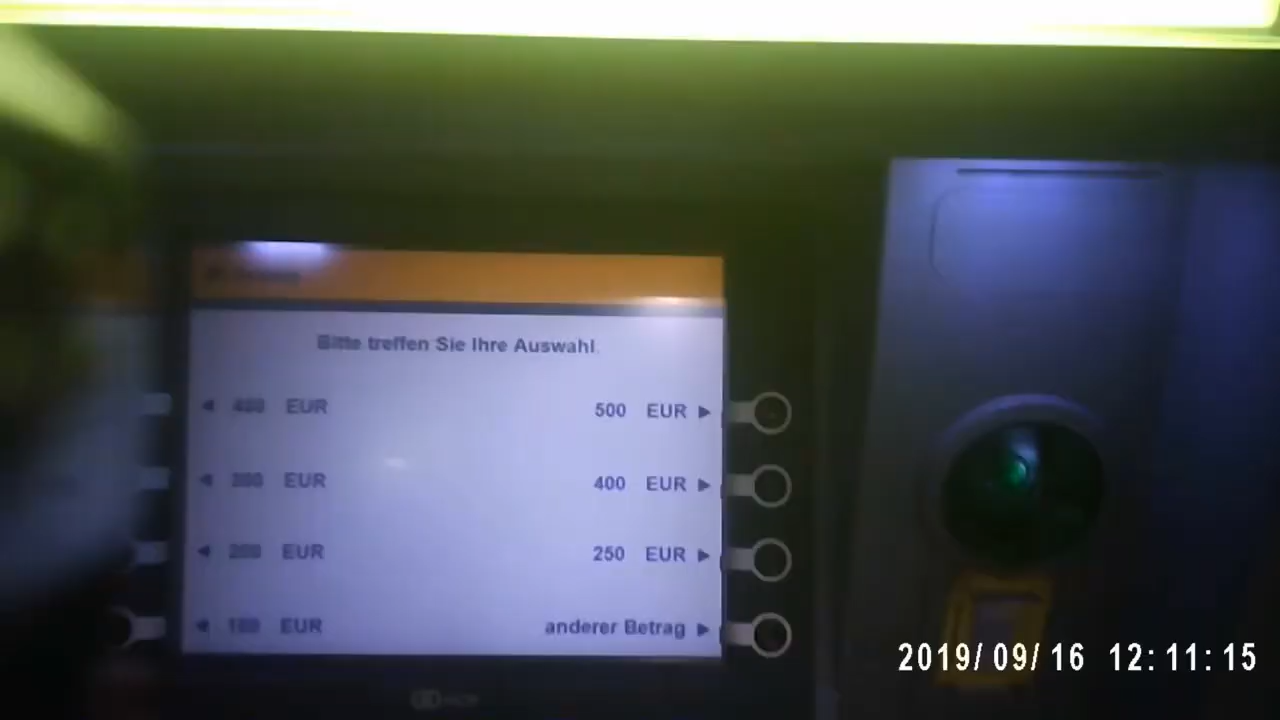 Bitte treffen Sie Ihre Auswahl.
EUR 500 EUR
EUR 400 EUR
200 EUR 250 EUR
EUR anderer Betrag
2019/09/16 12:11:15